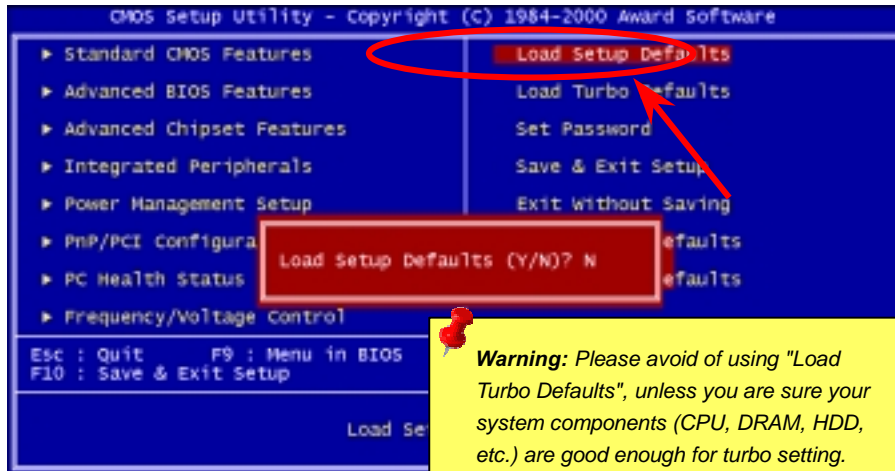 CMOS Setup Utility - Copyright (C) 1984-2000 Award Software
▶ Standard CMOS Features
▶ Advanced BIOS Features
▶ Advanced Chipset Features
▶ Integrated Peripherals
▶ Power Management Setup
▶ PnP/PCI Configura
▶ PC Health Status
▶ Frequency/Voltage Control
Load Setup Defaults
Load Turbo Defaults
Set Password
Save & Exit Setup
Exit Without Saving
efaults
efaults
Load Setup Defaults (Y/N)? N
Esc : Quit F9 : Menu in BIOS
F10 : Save & Exit Setup
Load Se
Warning: Please avoid of using "Load
Turbo Defaults", unless you are sure your
system components (CPU, DRAM, HDD,
etc.) are good enough for turbo setting.